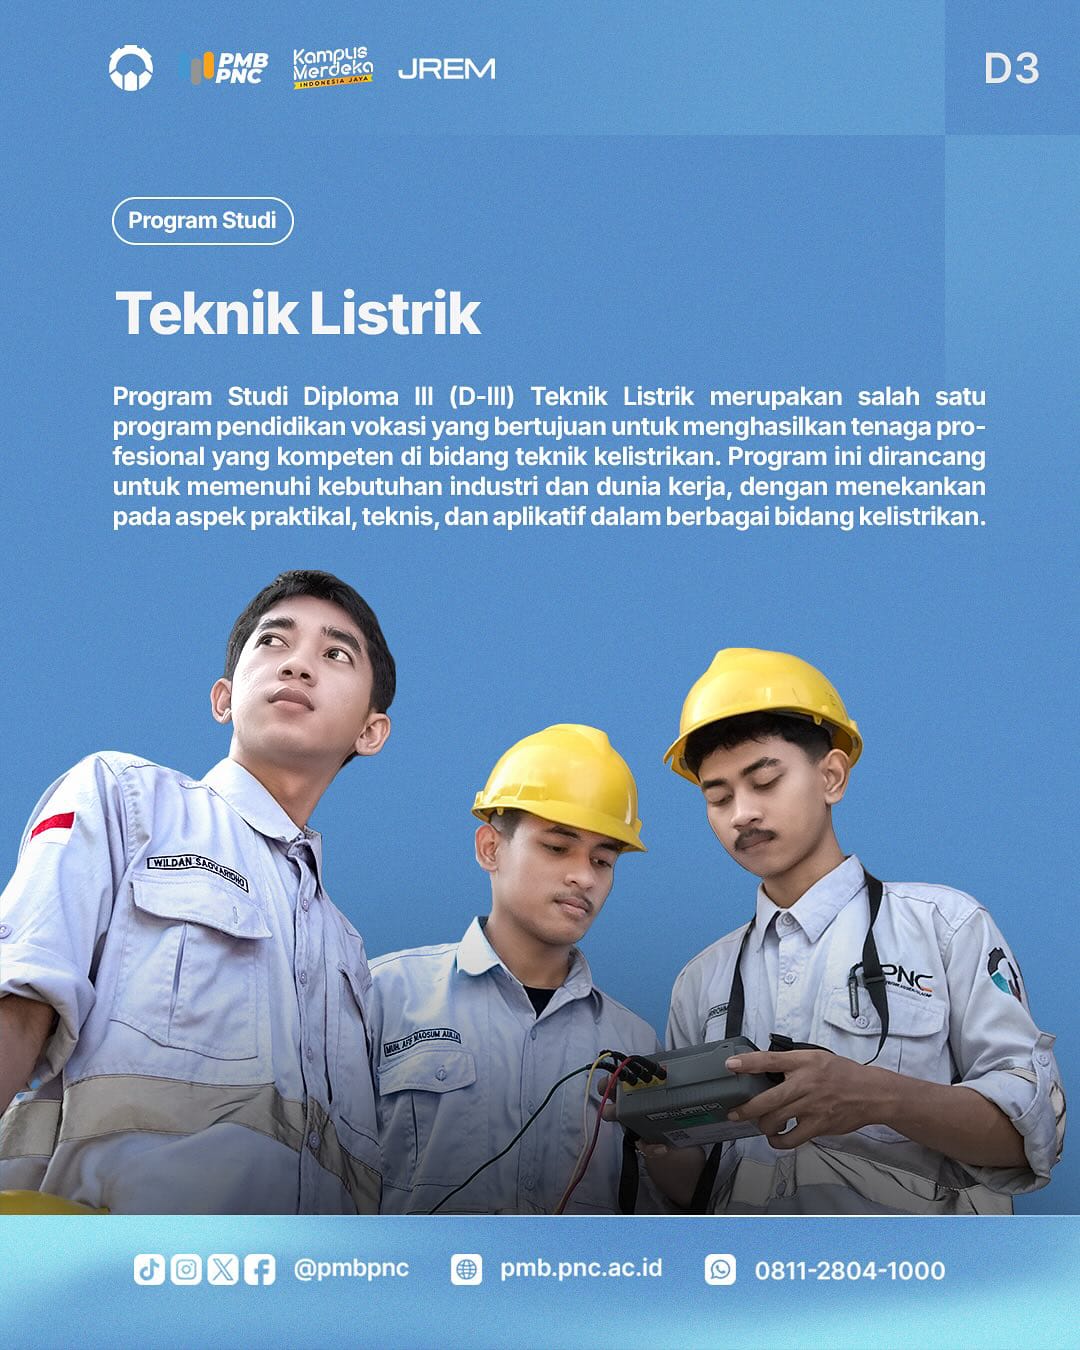 PMB
PNC
Kampus
Merdeka
INDONESIA JAYA
JREM
D3
Program Studi
Teknik Listrik
Program Studi Diploma III (D-III) Teknik Listrik merupakan salah satu
program pendidikan vokasi yang bertujuan untuk menghasilkan tenaga pro-
fesional yang kompeten di bidang teknik kelistrikan. Program ini dirancang
untuk memenuhi kebutuhan industri dan dunia kerja, dengan menekankan
pada aspek praktikal, teknis, dan aplikatif dalam berbagai bidang kelistrikan.
WILDAN
PNC
MUH. AFIF MAQSUM
@pmbpnc
pmb.pnc.ac.id
0811-2804-1000